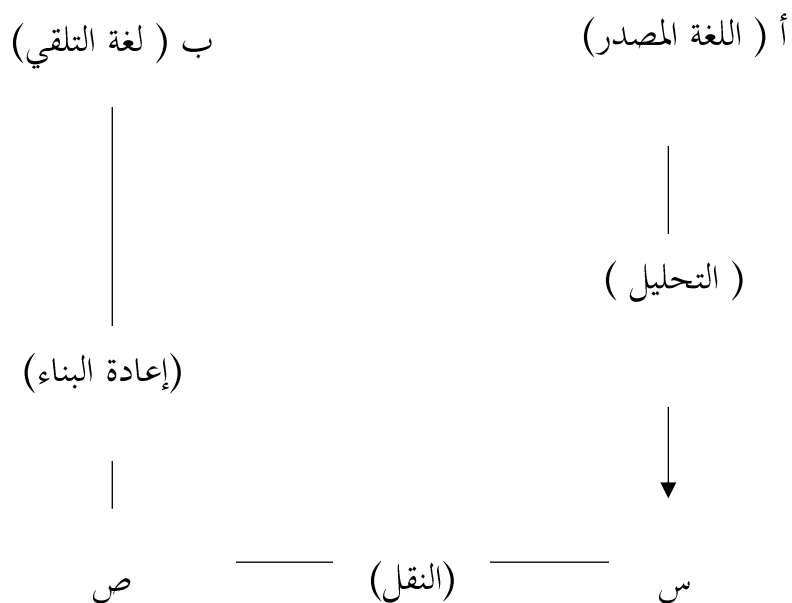 أ ( اللغة المصدر)
ب ( لغة التلقي)
( التحليل )
(إعادة البناء)
س
(النقل)
ص